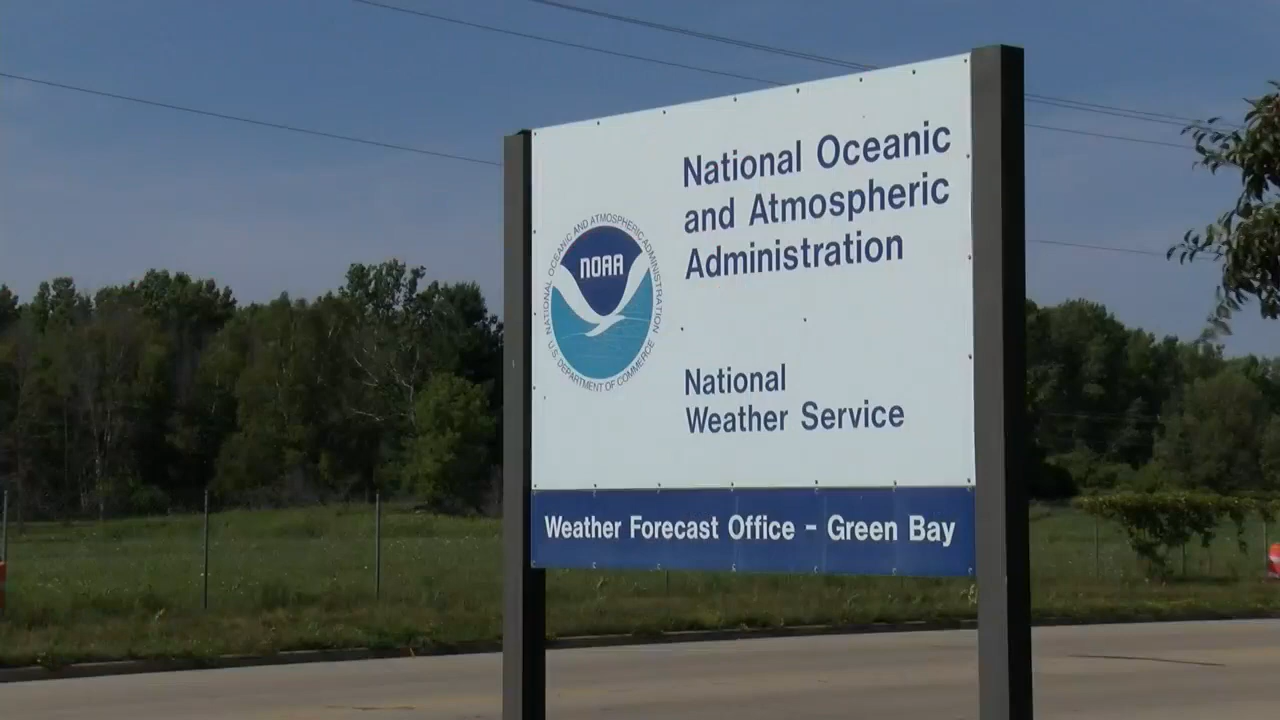 National Oceanic
and Atmospheric
Administration
NATIONAL OCEANIC AND ATMOSPHERIC ADMINISTRATION
NOAA
U.S. DEPARTMENT OF COMMERCE
National
Weather Service
Weather Forecast Office - Green Bay